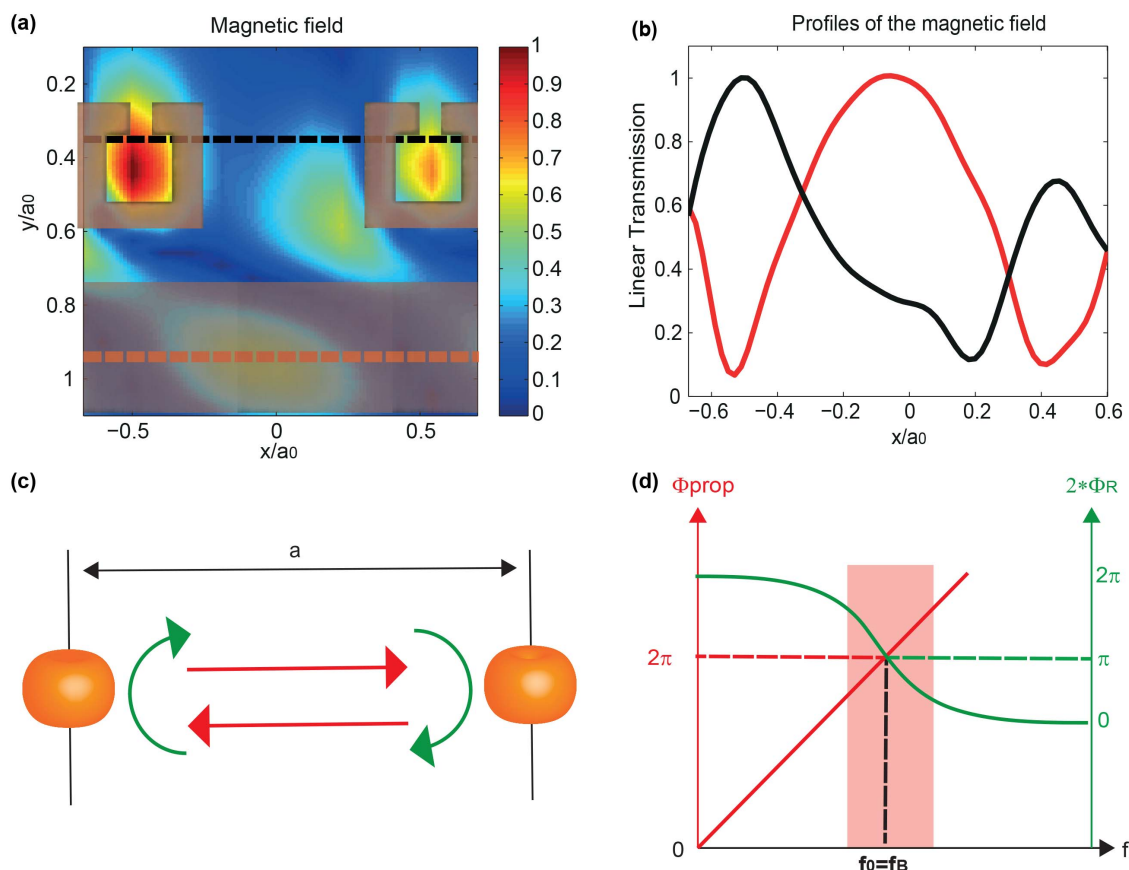 (a)
Magnetic field
1
0.9
0.8
0.7
0.6
0.5
0.4
0.3
0.2
0.1
0
0.2
0.4
0.6
0.8
1
y/a0
−0.5
0
0.5
x/a0
(b)
Profiles of the magnetic field
1
0.8
0.6
0.4
0.2
0
Linear Transmission
−0.6
−0.4
−0.2
0
0.2
0.4
0.6
x/a0
(c)
a
(d)
Φprop
2*ΦR
2π
2π
π
0
0
f
f0=fB